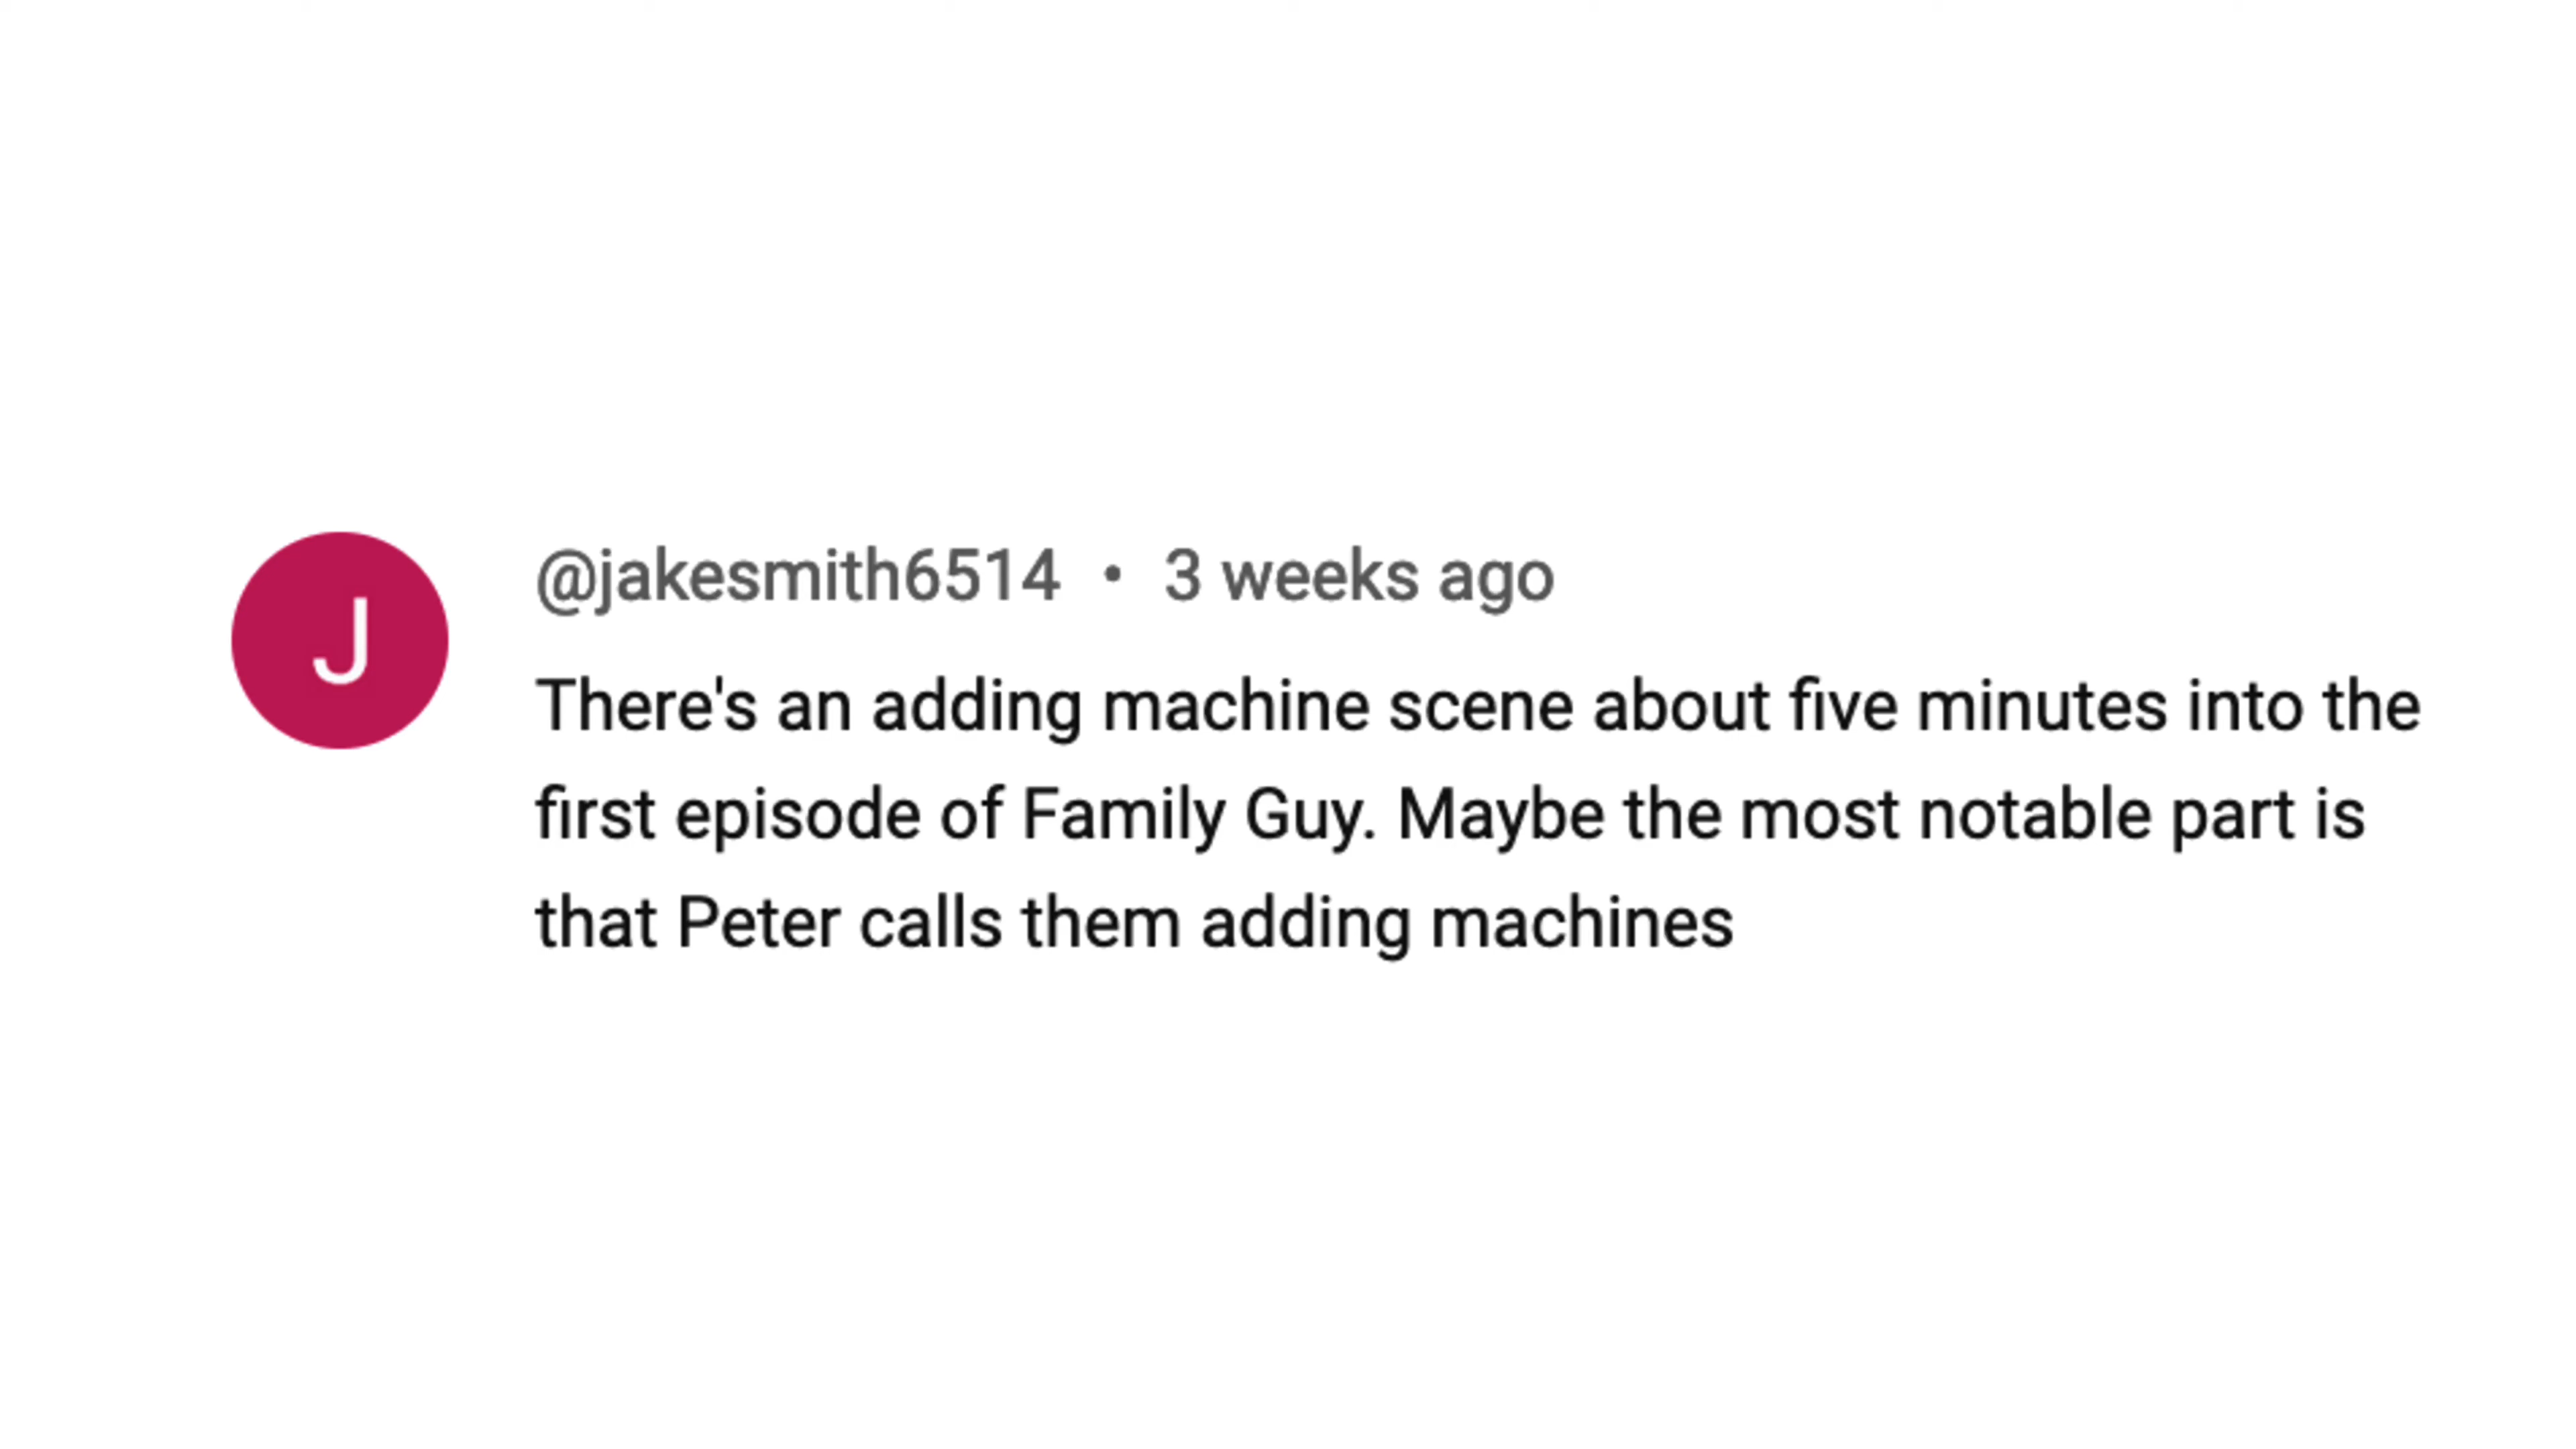 J
@jakesmith6514 • 3 weeks ago
There's an adding machine scene about five minutes into the
first episode of Family Guy. Maybe the most notable part is
that Peter calls them adding machines